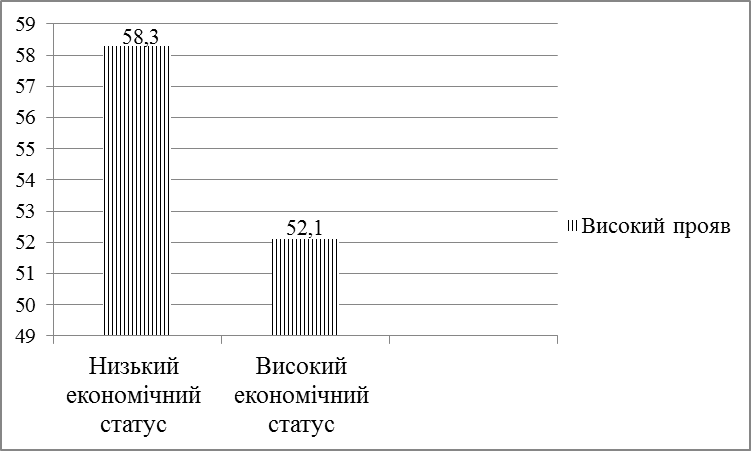 59
58
57
56
55
54
53
52
51
50
49
58,3
52,1
Низький
економічний
статус
Високий
економічний
статус
Високий прояв